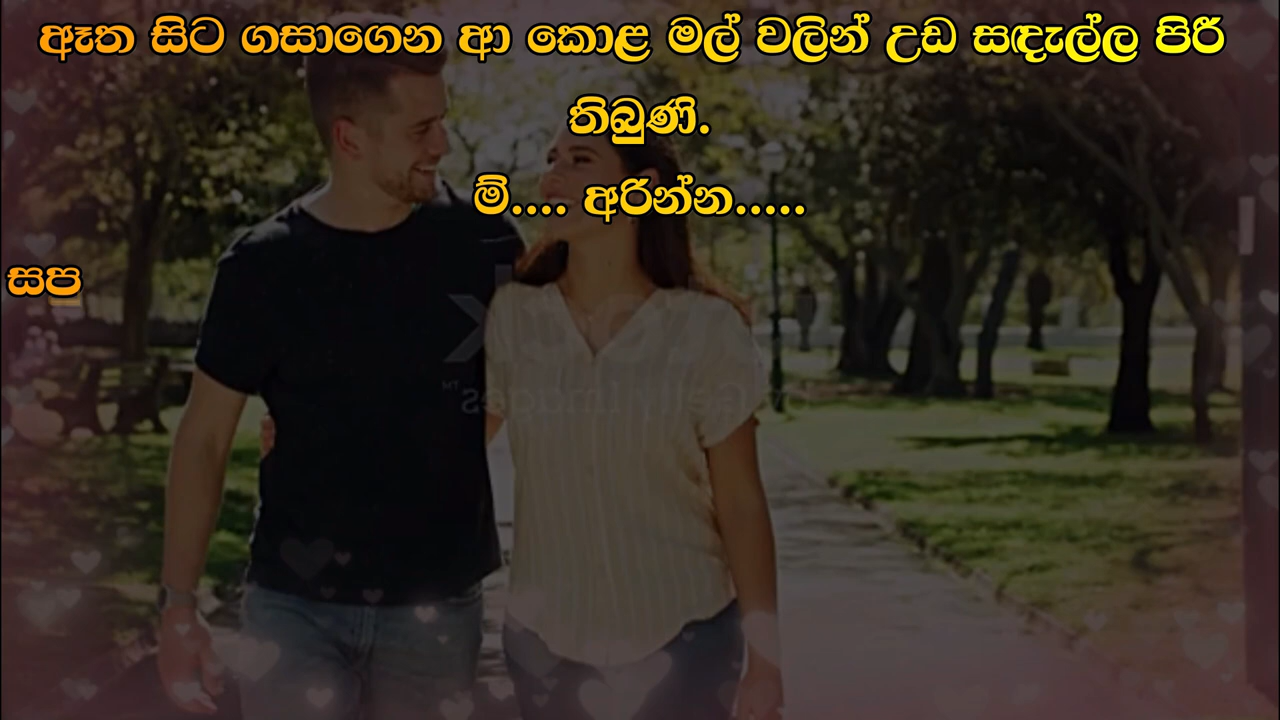 ඈත සිට ගසාගෙන ආ කොළ මල් වලින් උඩ සඳැල්ල පිරී
තිබුණි.
ම්.... අරින්න.....
සප